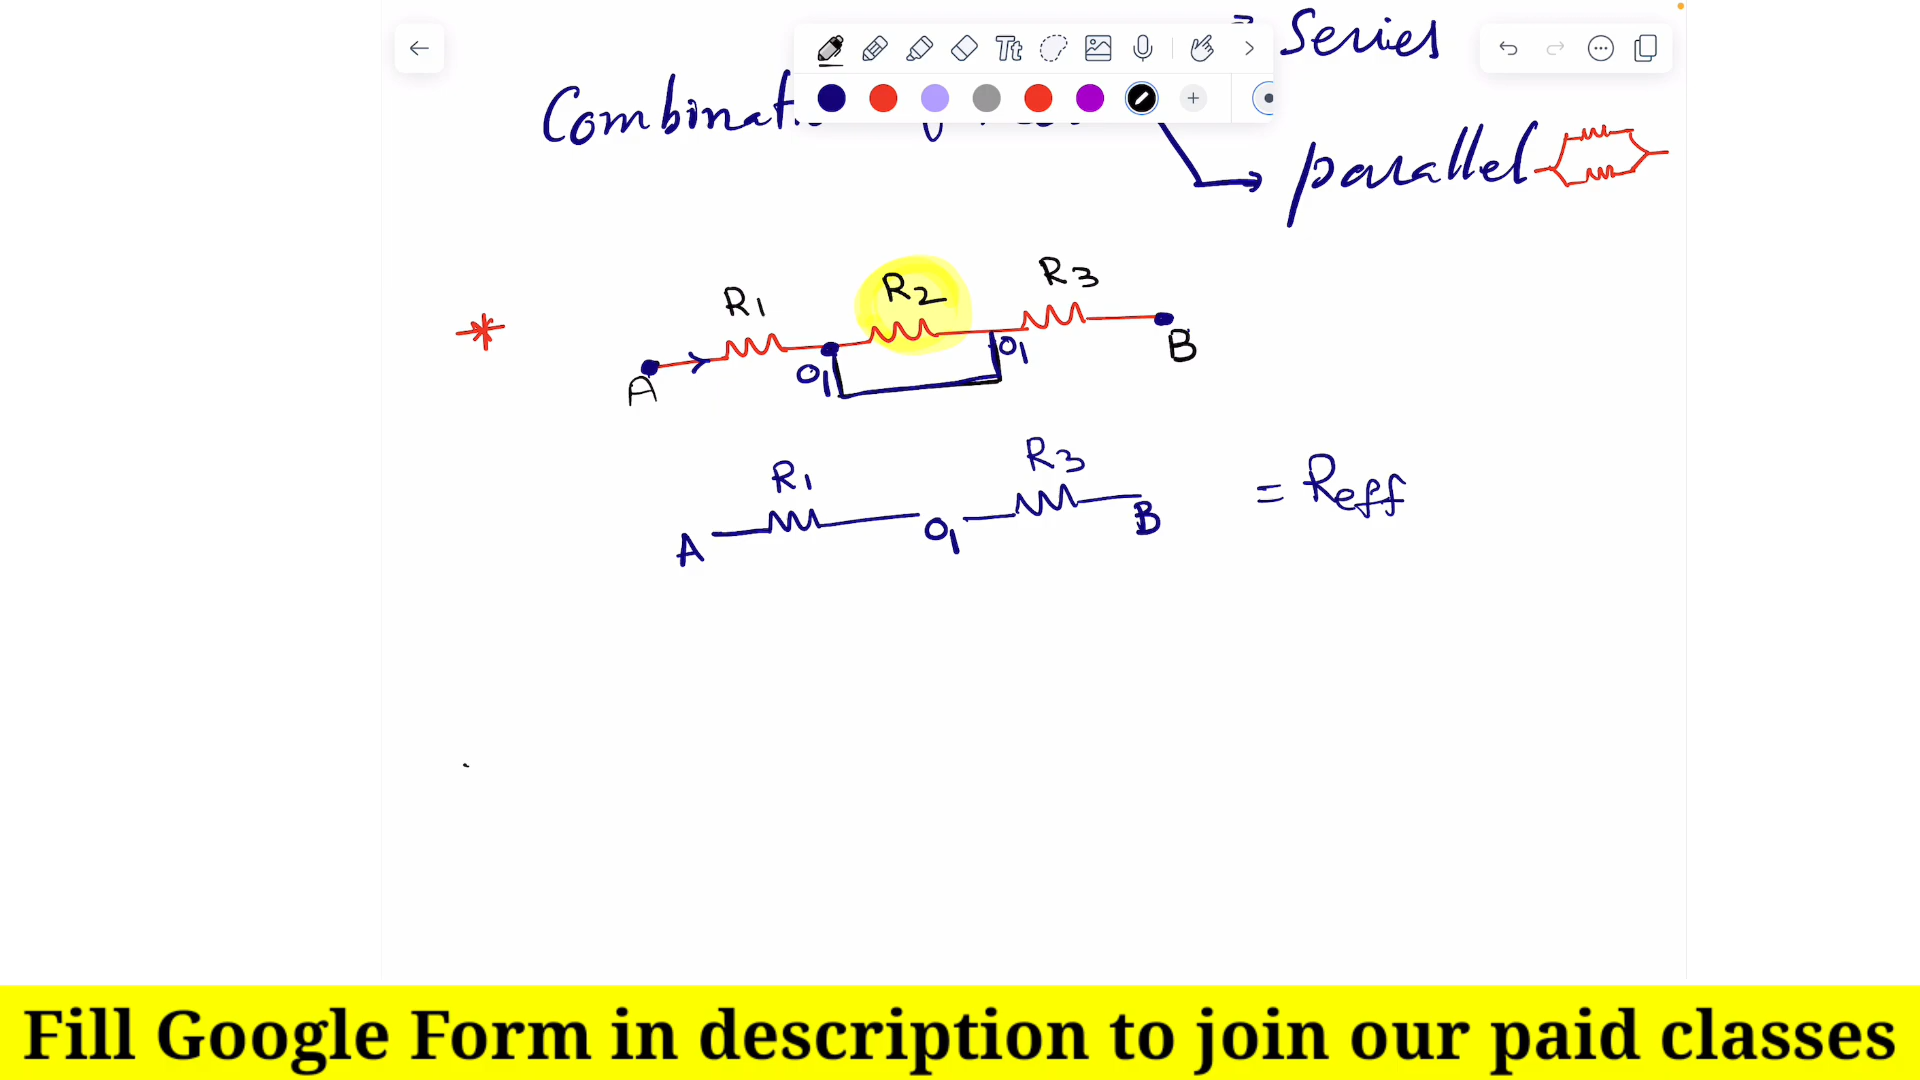 Series
parallel
R1 R2 R3
A O1 O1 B
R1 R3
A O1 B = Reff
Fill Google Form in description to join our paid classes